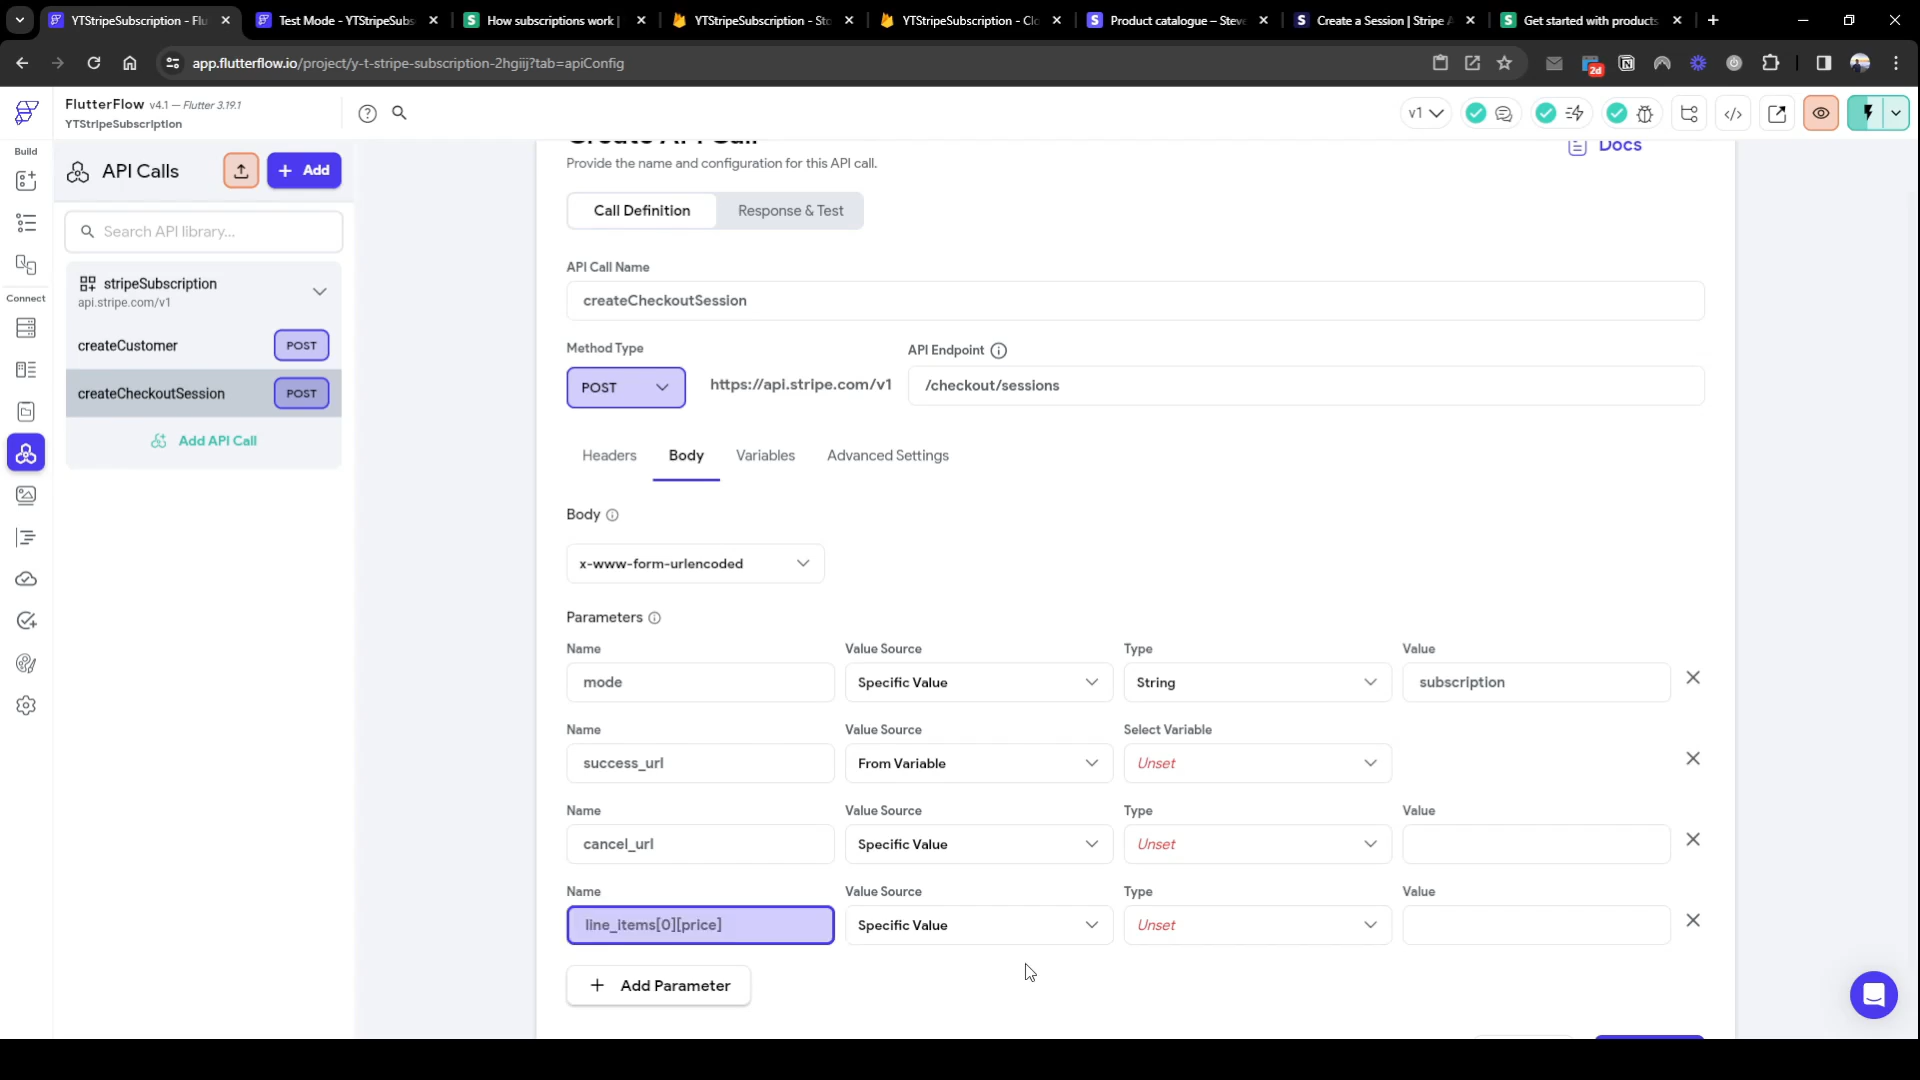 YTStripeSubscription - Flu
Test Mode - YTStripeSubs
How subscriptions work |
YTStripeSubscription - Sto
YTStripeSubscription - Clo
Product catalogue – Steve
Create a Session | Stripe A
Get started with products
app.flutterflow.io/project/y-t-stripe-subscription-2hgiij?tab=apiConfig
2d
FlutterFlow v4.1 — Flutter 3.19.1
YTStripeSubscription
v1
Build
Connect
API Calls
+ Add
Search API library...
stripeSubscription
api.stripe.com/v1
createCustomer POST
createCheckoutSession POST
Add API Call
Create API Call
Docs
Provide the name and configuration for this API call.
Call Definition
Response & Test
API Call Name
createCheckoutSession
Method Type
API Endpoint
POST
https://api.stripe.com/v1
/checkout/sessions
Headers
Body
Variables
Advanced Settings
Body
x-www-form-urlencoded
Parameters
Name Value Source Type Value
mode Specific Value String subscription
Name Value Source Select Variable
success_url From Variable Unset
Name Value Source Type Value
cancel_url Specific Value Unset
Name Value Source Type Value
line_items[0][price] Specific Value Unset
+ Add Parameter